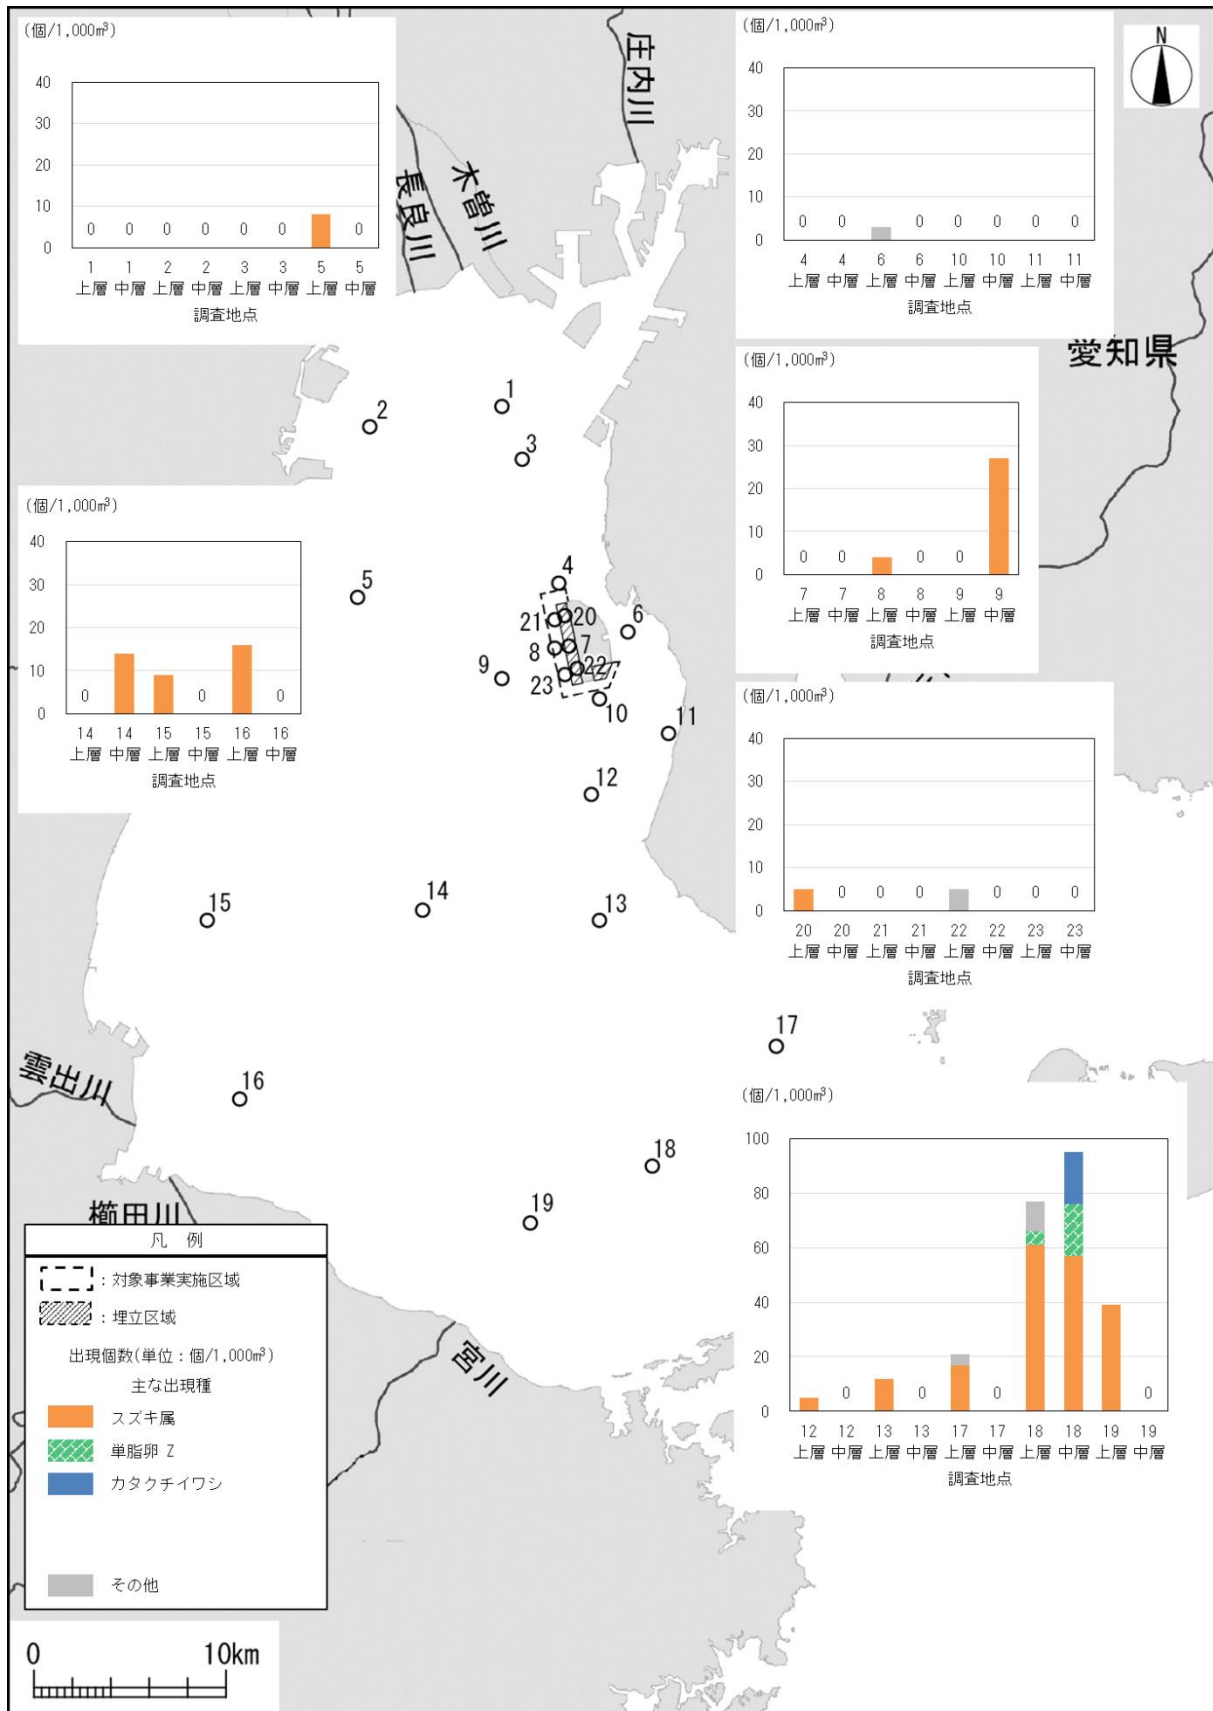 (個/1,000㎥)
40
30
20
10
0
0 0 0 0 0 0 0
1 1 2 2 3 3 5 5
上層 中層 上層 中層 上層 中層 上層 中層
調査地点
(個/1,000㎥)
40
30
20
10
0
0 0 0 0 0 0 0
4 4 6 6 10 10 11 11
上層 中層 上層 中層 上層 中層 上層 中層
調査地点
N
庄内川
木曽川
長良川
愛知県
(個/1,000㎥)
40
30
20
10
0
0 0 0 0
7 7 8 8 9 9
上層 中層 上層 中層 上層 中層
調査地点
1
2
3
(個/1,000㎥)
40
30
20
10
0
0 0 0
14 14 15 15 16 16
上層 中層 上層 中層 上層 中層
調査地点
4
5
20
21
6
7
8
22
9
23
10
11
12
(個/1,000㎥)
40
30
20
10
0
0 0 0 0 0 0
20 20 21 21 22 22 23 23
上層 中層 上層 中層 上層 中層 上層 中層
調査地点
14
15
13
17
16
18
19
雲出川
櫛田川
宮川
(個/1,000㎥)
100
80
60
40
20
0
0 0 0 0
12 12 13 13 17 17 18 18 19 19
上層 中層 上層 中層 上層 中層 上層 中層 上層 中層
調査地点
凡 例
：対象事業実施区域
：埋立区域
出現個数(単位：個/1,000㎥)
主な出現種
スズキ属
単脂卵 Z
カタクチイワシ
その他
0 10km